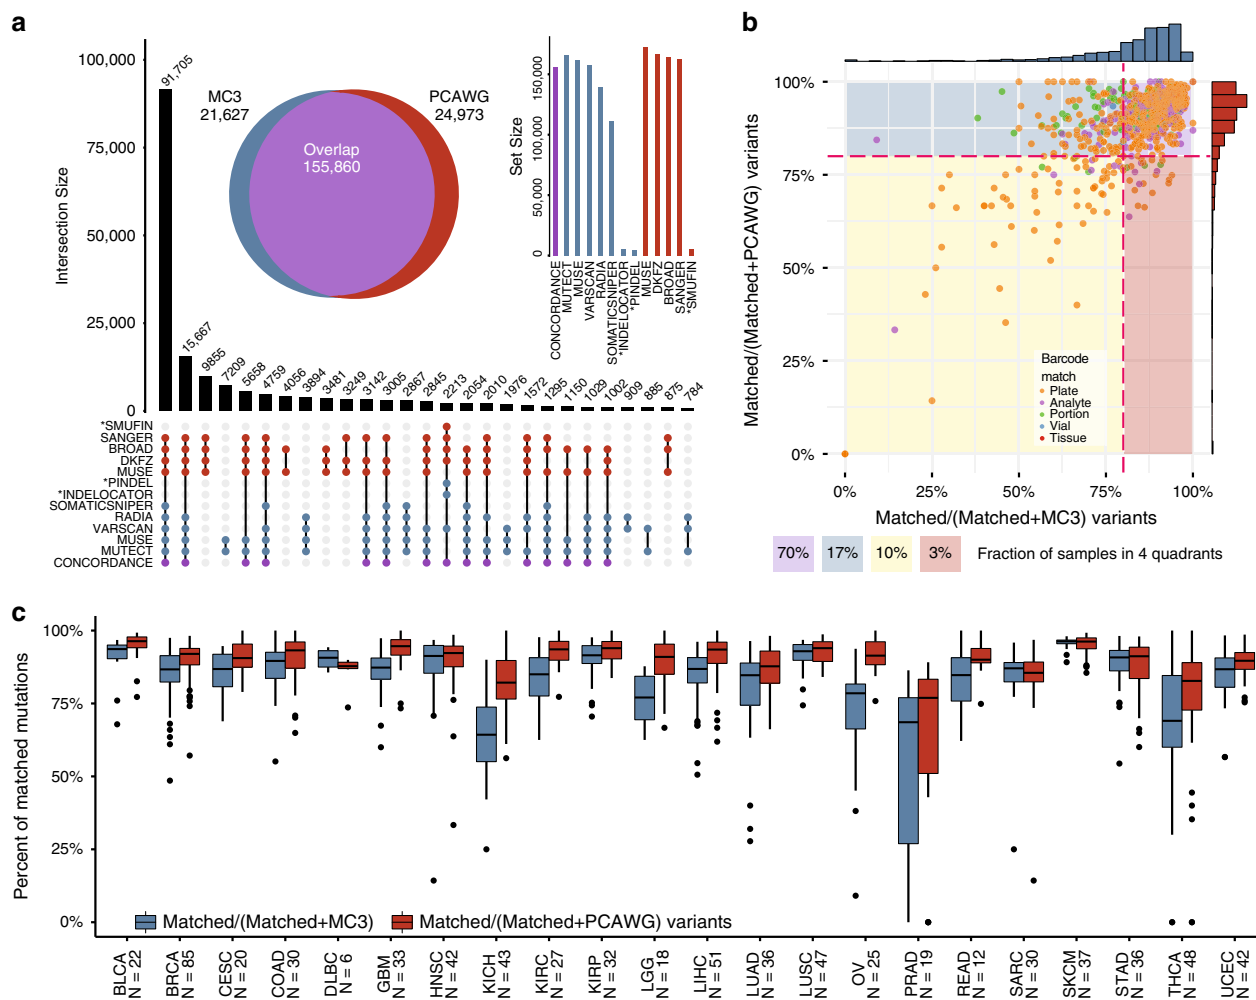 a
100,000
75,000
50,000
25,000
0
Intersection Size
91,705
15,667
9855
7209
5658
4759
4056
3894
3481
3249
3142
3005
2867
2845
2213
2054
2010
1976
1572
1295
1150
1029
1002
909
885
875
784
MC3
21,627
PCAWG
24,973
Overlap
155,860
Set Size
150,000
100,000
50,000
0
CONCORDANCE
MUTECT
MUSE
VARSCAN
RADIA
SOMATICSNIPER
*INDELOCATOR
*PINDEL
MUSE
DKFZ
BROAD
SANGER
*SMUFIN
*SMUFIN
SANGER
BROAD
DKFZ
MUSE
*PINDEL
*INDELOCATOR
SOMATICSNIPER
RADIA
VARSCAN
MUSE
MUTECT
CONCORDANCE
b
100%
75%
50%
25%
0%
Matched/(Matched+PCAWG) variants
Barcode
match
Plate
Analyte
Portion
Vial
Tissue
0%
25%
50%
75%
100%
Matched/(Matched+MC3) variants
70%
17%
10%
3%
Fraction of samples in 4 quadrants
c
100%
75%
50%
25%
0%
Percent of matched mutations
Matched/(Matched+MC3)
Matched/(Matched+PCAWG) variants
BLCA
N = 22
BRCA
N = 85
CESC
N = 20
COAD
N = 30
DLBC
N = 6
GBM
N = 33
HNSC
N = 42
KICH
N = 43
KIRC
N = 27
KIRP
N = 32
LGG
N = 18
LIHC
N = 51
LUAD
N = 36
LUSC
N = 47
OV
N = 25
PRAD
N = 19
READ
N = 12
SARC
N = 30
SKCM
N = 37
STAD
N = 36
THCA
N = 48
UCEC
N = 42